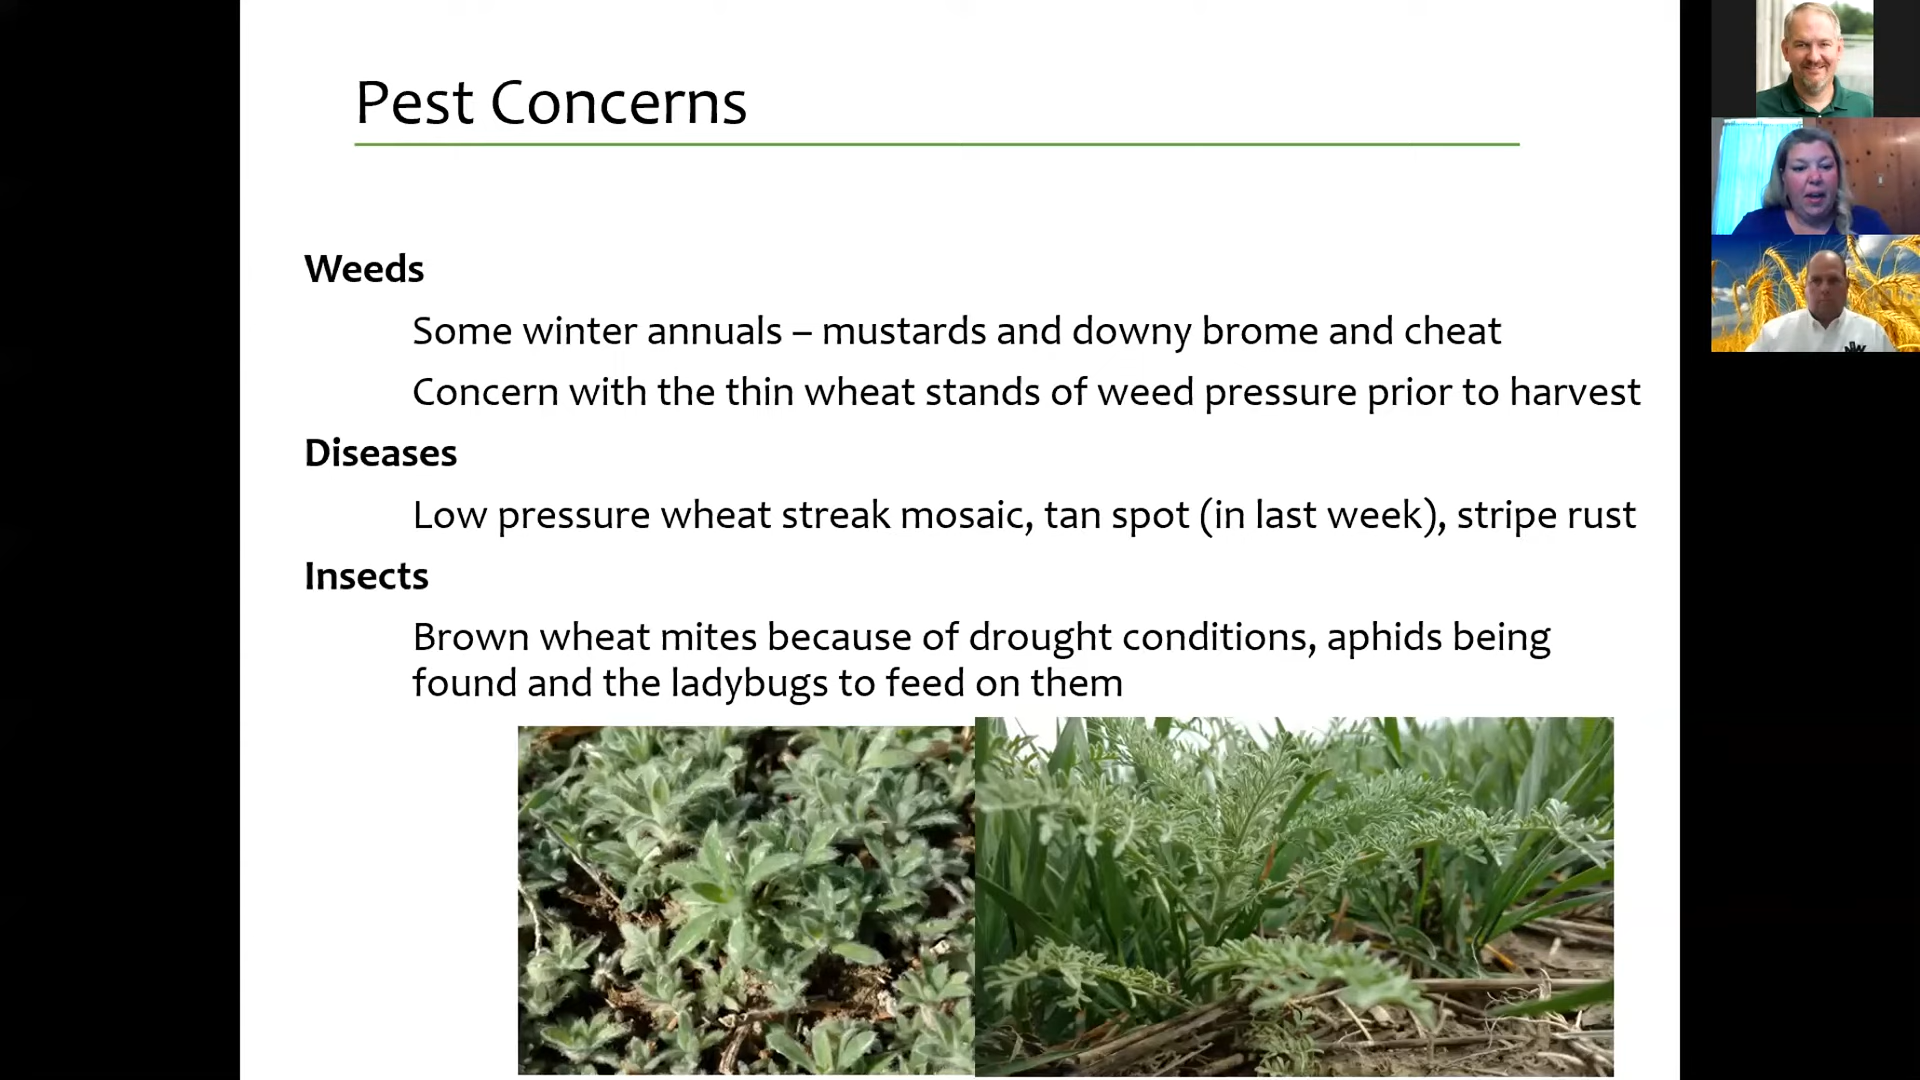 Pest Concerns
Weeds
Some winter annuals – mustards and downy brome and cheat
Concern with the thin wheat stands of weed pressure prior to harvest
Diseases
Low pressure wheat streak mosaic, tan spot (in last week), stripe rust
Insects
Brown wheat mites because of drought conditions, aphids being
found and the ladybugs to feed on them